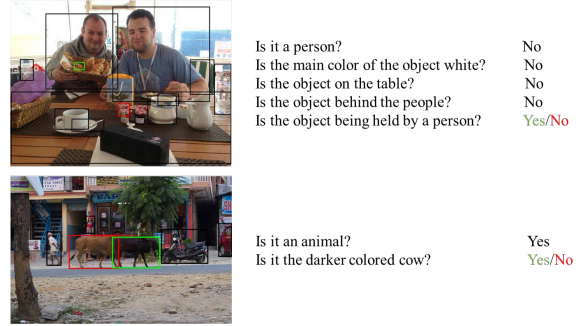 Is it a person? No
Is the main color of the object white? No
Is the object on the table? No
Is the object behind the people? No
Is the object being held by a person? Yes/No
Is it an animal? Yes
Is it the darker colored cow? Yes/No